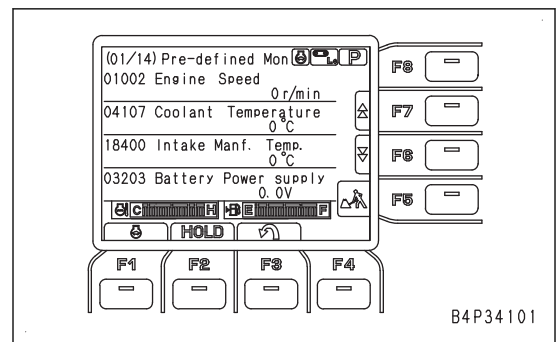 (01/14) Pre-defined Mon P
01002 Engine Speed
0r/min
04107 Coolant Temperature
0°C
18400 Intake Manf. Temp.
0°C
03203 Battery Power supply
0.0V
C H E F
HOLD
F8
F7
F6
F5
F1 F2 F3 F4
B4P34101